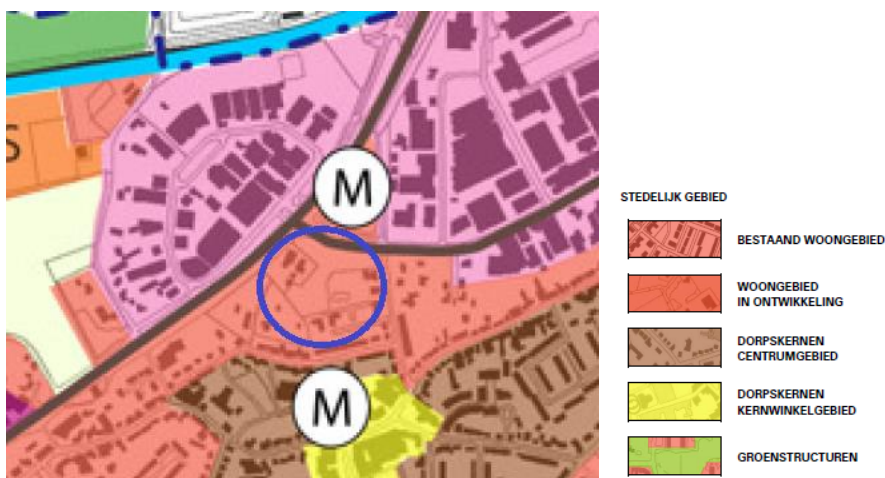 S
M
M
STEDELIJK GEBIED
BESTAAND WOONGEBIED
WOONGEBIED
IN ONTWIKKELING
DORPSKERNEN
CENTRUMGEBIED
DORPSKERNEN
KERNWINKELGEBIED
GROENSTRUCTUREN